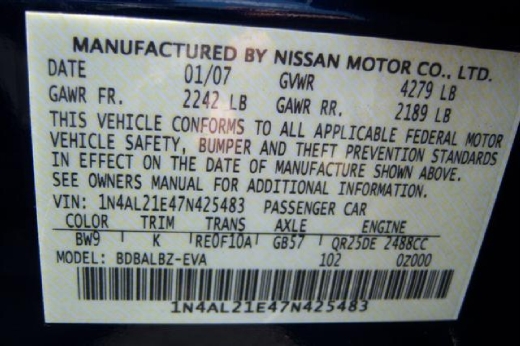 MANUFACTURED BY NISSAN MOTOR CO., LTD.
DATE 01/07 GVWR 4279 LB
GAWR FR. 2242 LB GAWR RR. 2189 LB
THIS VEHICLE CONFORMS TO ALL APPLICABLE FEDERAL MOTOR
VEHICLE SAFETY, BUMPER AND THEFT PREVENTION STANDARDS
IN EFFECT ON THE DATE OF MANUFACTURE SHOWN ABOVE.
SEE OWNERS MANUAL FOR ADDITIONAL INFORMATION.
VIN: 1N4AL21E47N425483 PASSENGER CAR
COLOR TRIM TRANS AXLE ENGINE
BW9 K RE0F10A GB57 QR25DE 2488CC
MODEL: BDBALBZ-EVA 102 0Z000
1N4AL21E47N425483